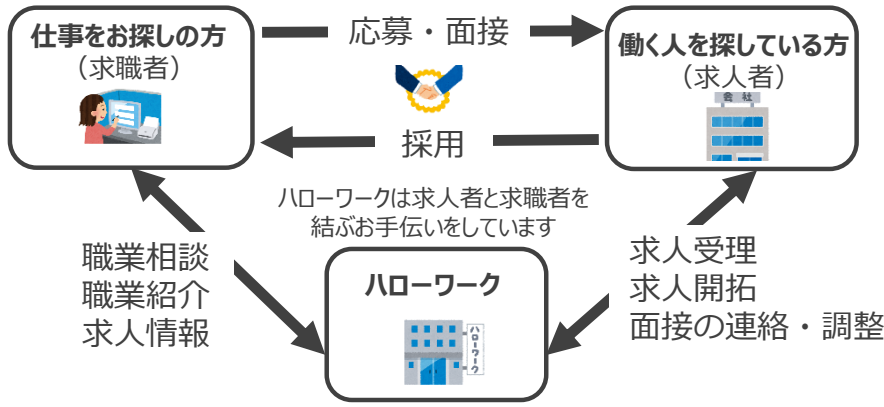 仕事をお探しの方
（求職者）
応募・面接
働く人を探している方
（求人者）
会社
採用
ハローワークは求人者と求職者を
結ぶお手伝いをしています
職業相談
職業紹介
求人情報
ハローワーク
ハローワーク
求人受理
求人開拓
面接の連絡・調整